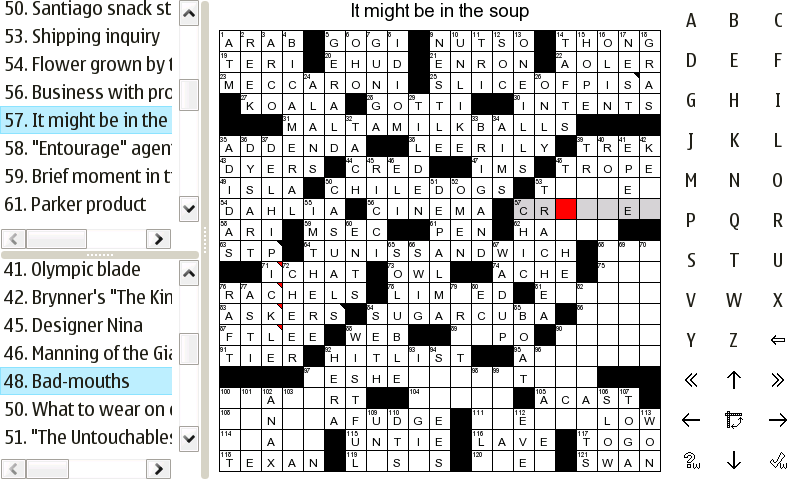 It might be in the soup
50. Santiago snack st
53. Shipping inquiry
54. Flower grown by t
56. Business with pro
57. It might be in the
58. "Entourage" agen
59. Brief moment in t
61. Parker product
41. Olympic blade
42. Brynner's "The Kin
45. Designer Nina
46. Manning of the Gia
48. Bad-mouths
50. What to wear on
51. "The Untouchables
A R A B G O G I N U T S O T H O N G
T E R I E H U D E N R O N A O L E R
M E C C A R O N I S L I C E O F P I S A
K O A L A G O T T I I N T E N T S
M A L T A M I L K B A L L S
A D D E N D A L E E R I L Y T R E K
D Y E R S C R E D I M S T R O P E
I S L A C H I L E D O G S T E
D A H L I A C I N E M A C R E
A R I M S E C P E N H A
S T P T U N I S S A N D W I C H
I C H A T O W L A C H E
R A C H E L S L I M E D E
A S K E R S S U G A R C U B A
F T L E E W E B P O
T I E R H I T L I S T A
E S H E T
A R T A C A S T
N A F U D G E E L O W
A U N T I E L A V E T O G O
T E X A N L S S E S W A N
A B C
D E F
G H I
J K L
M N O
P Q R
S T U
V W X
Y Z